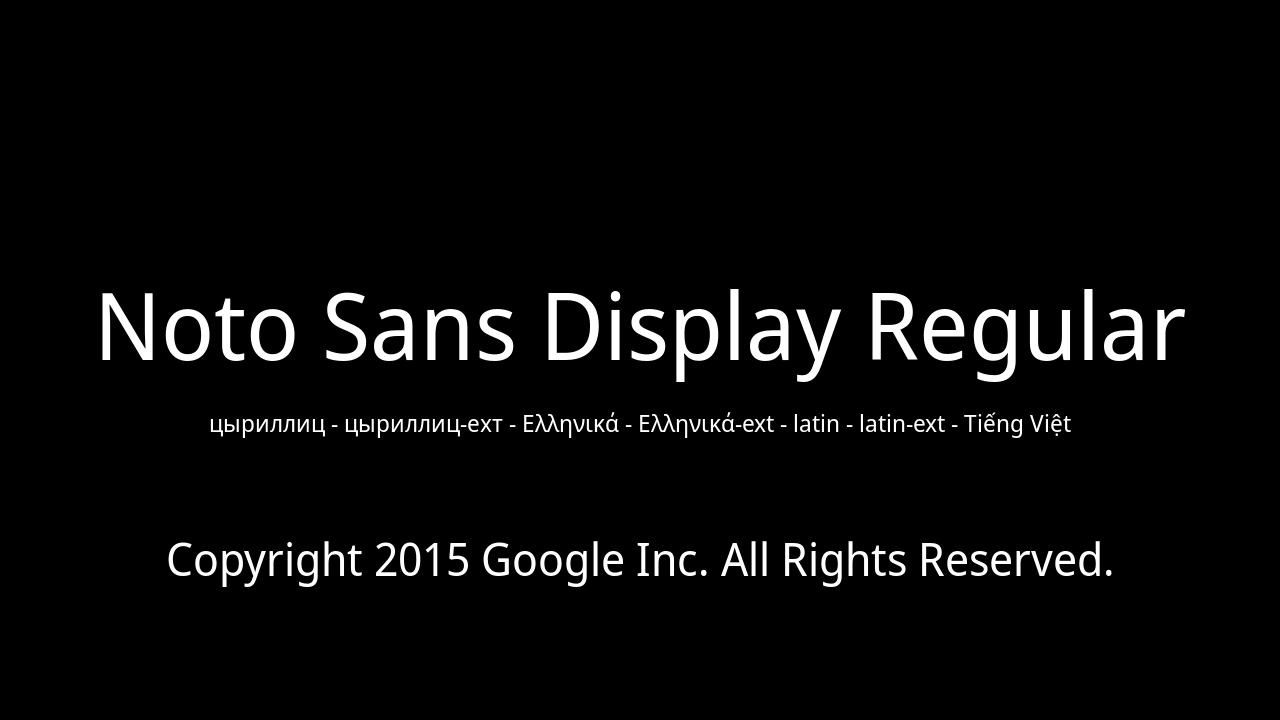 Noto Sans Display Regular
цыриллиц - цыриллиц-ехт - Ελληνικά - Ελληνικά-ext - latin - latin-ext - Tiếng Việt
Copyright 2015 Google Inc. All Rights Reserved.